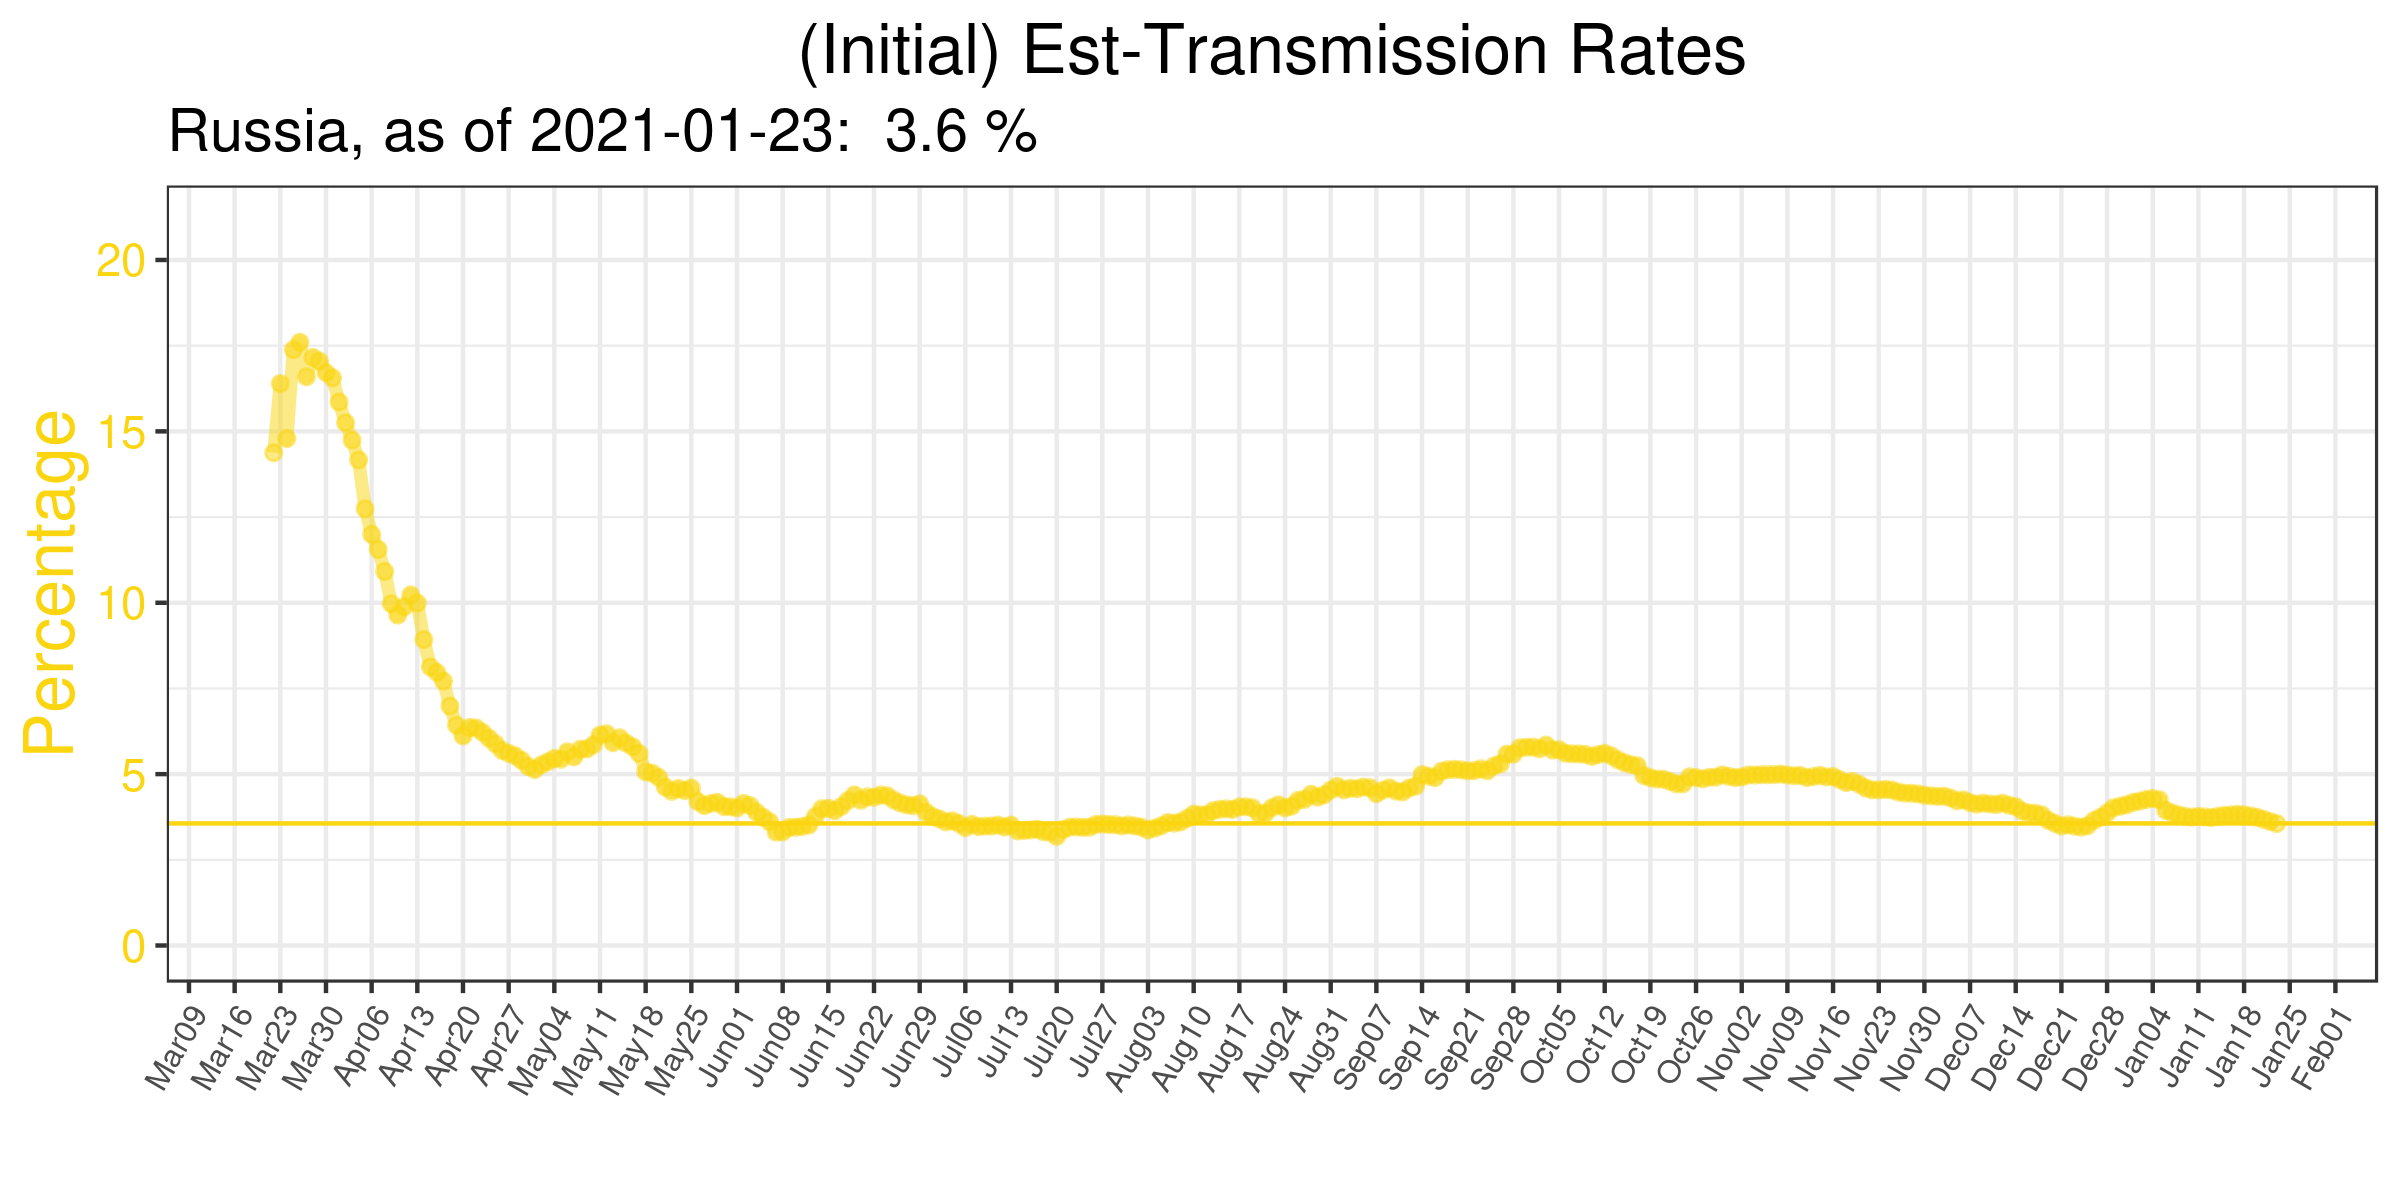 (Initial) Est-Transmission Rates
Russia, as of 2021-01-23:  3.6 %
Percentage
20
15
10
5
0
Mar09
Mar16
Mar23
Mar30
Apr06
Apr13
Apr20
Apr27
May04
May11
May18
May25
Jun01
Jun08
Jun15
Jun22
Jun29
Jul06
Jul13
Jul20
Jul27
Aug03
Aug10
Aug17
Aug24
Aug31
Sep07
Sep14
Sep21
Sep28
Oct05
Oct12
Oct19
Oct26
Nov02
Nov09
Nov16
Nov23
Nov30
Dec07
Dec14
Dec21
Dec28
Jan04
Jan11
Jan18
Jan25
Feb01